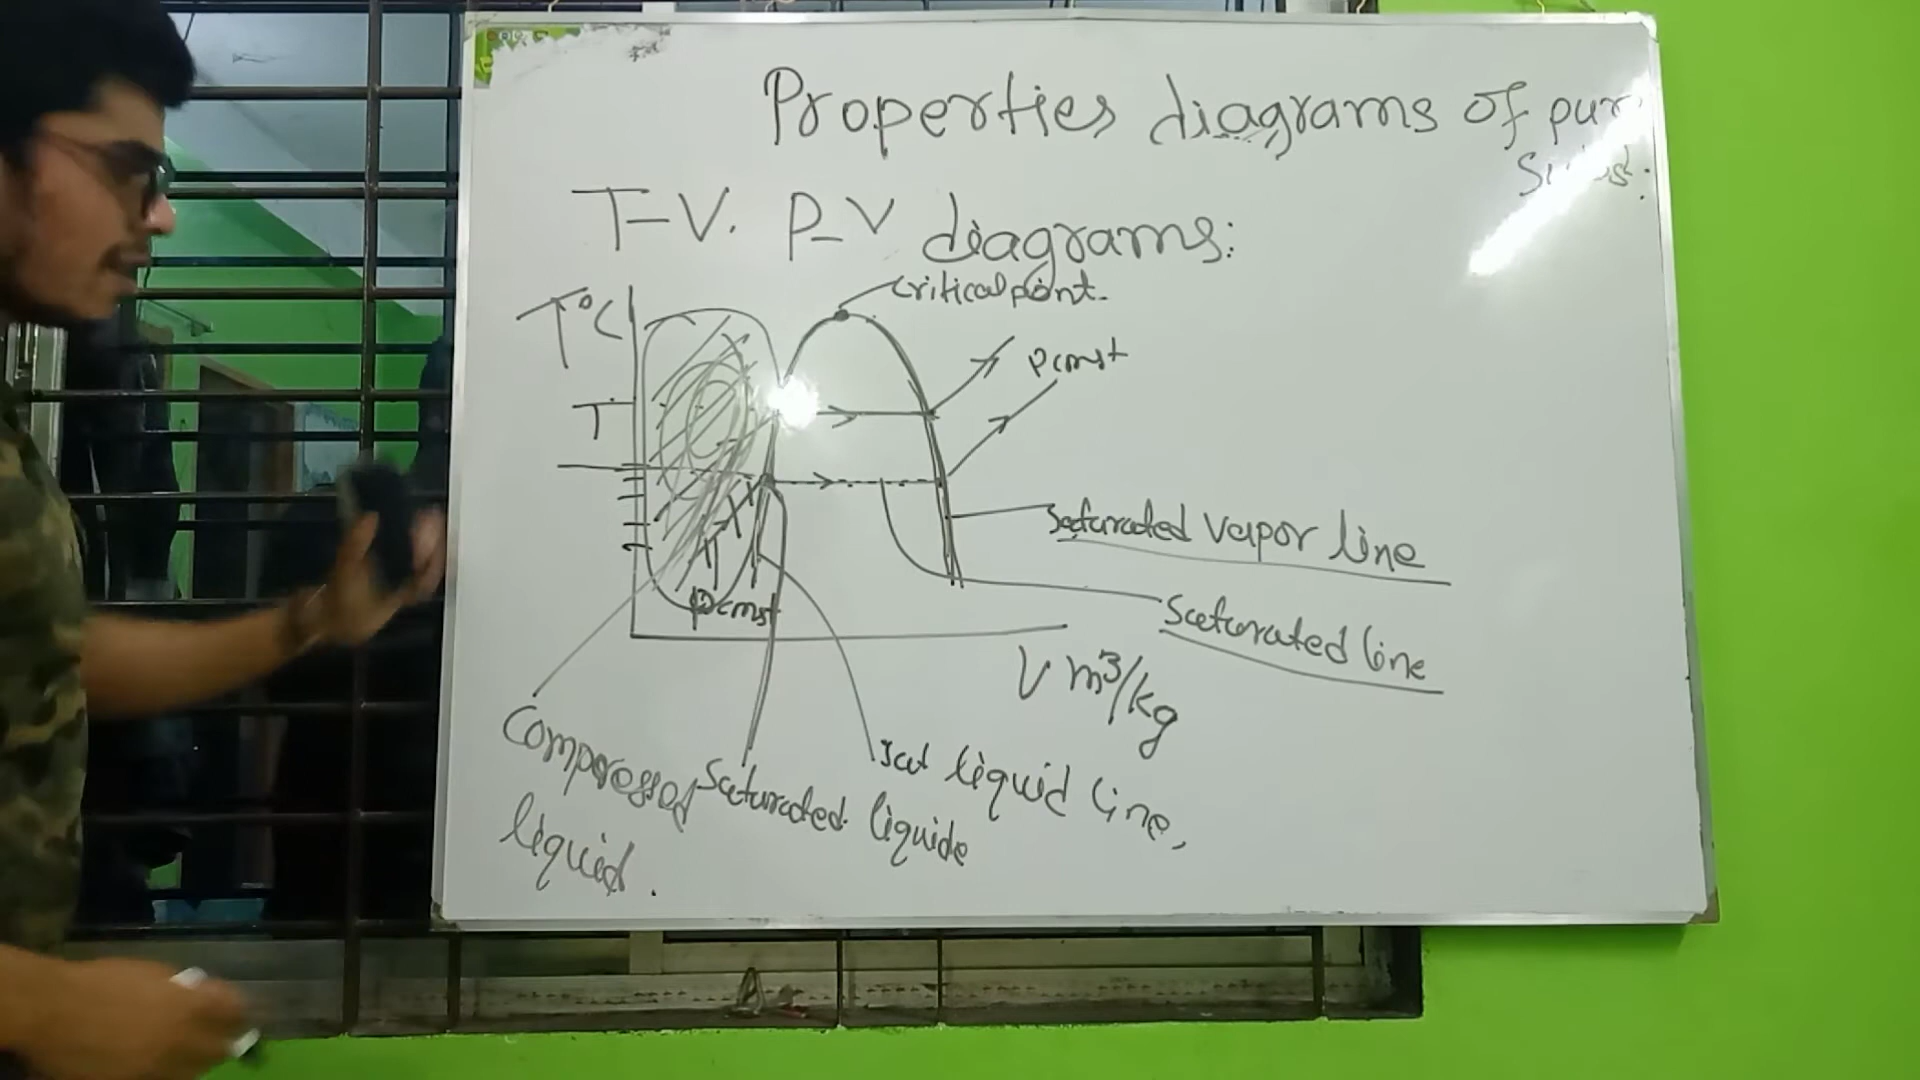 Properties diagrams of pur
T-V. P-V diagrams:
critical point.
T°C
P const
T
Saturated vapor line
P const
Saturated line
V m³/kg
Compressed
liquid.
Saturated liquide
sat liquid line,